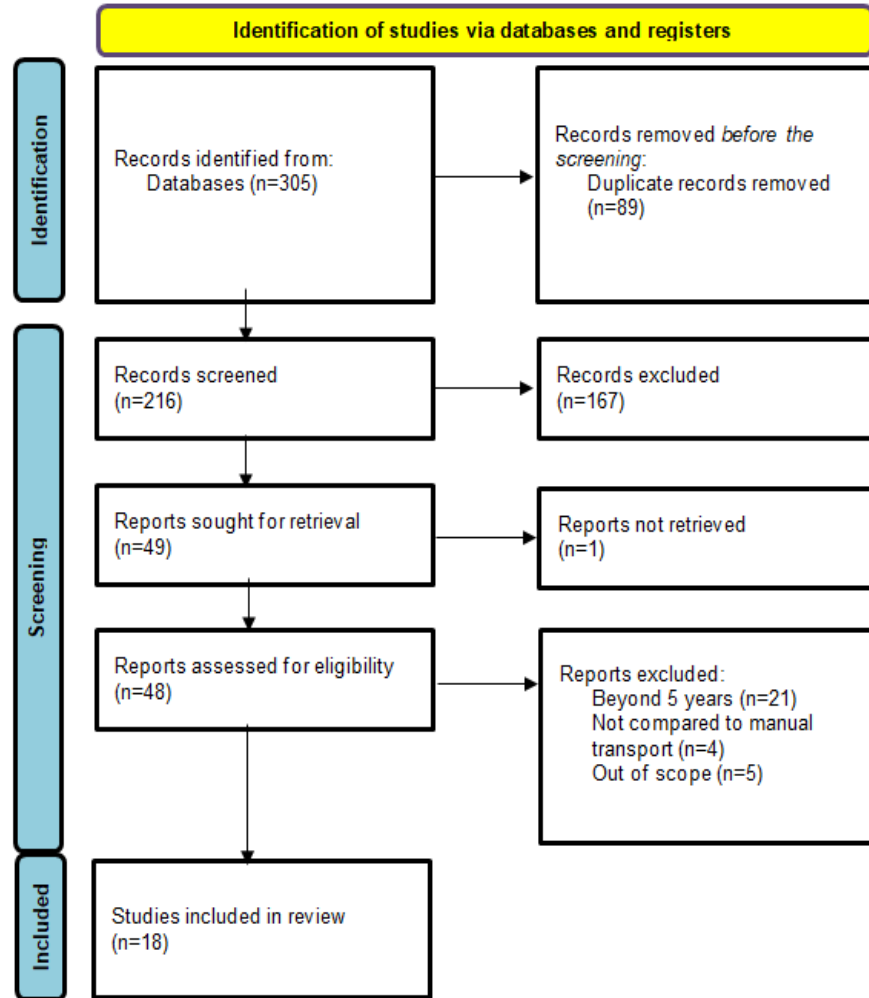 Identification of studies via databases and registers
Identification
Records identified from:
Databases (n=305)
Records removed before the
screening:
Duplicate records removed
(n=89)
Screening
Records screened
(n=216)
Records excluded
(n=167)
Reports sought for retrieval
(n=49)
Reports not retrieved
(n=1)
Reports assessed for eligibility
(n=48)
Reports excluded:
Beyond 5 years (n=21)
Not compared to manual
transport (n=4)
Out of scope (n=5)
Included
Studies included in review
(n=18)